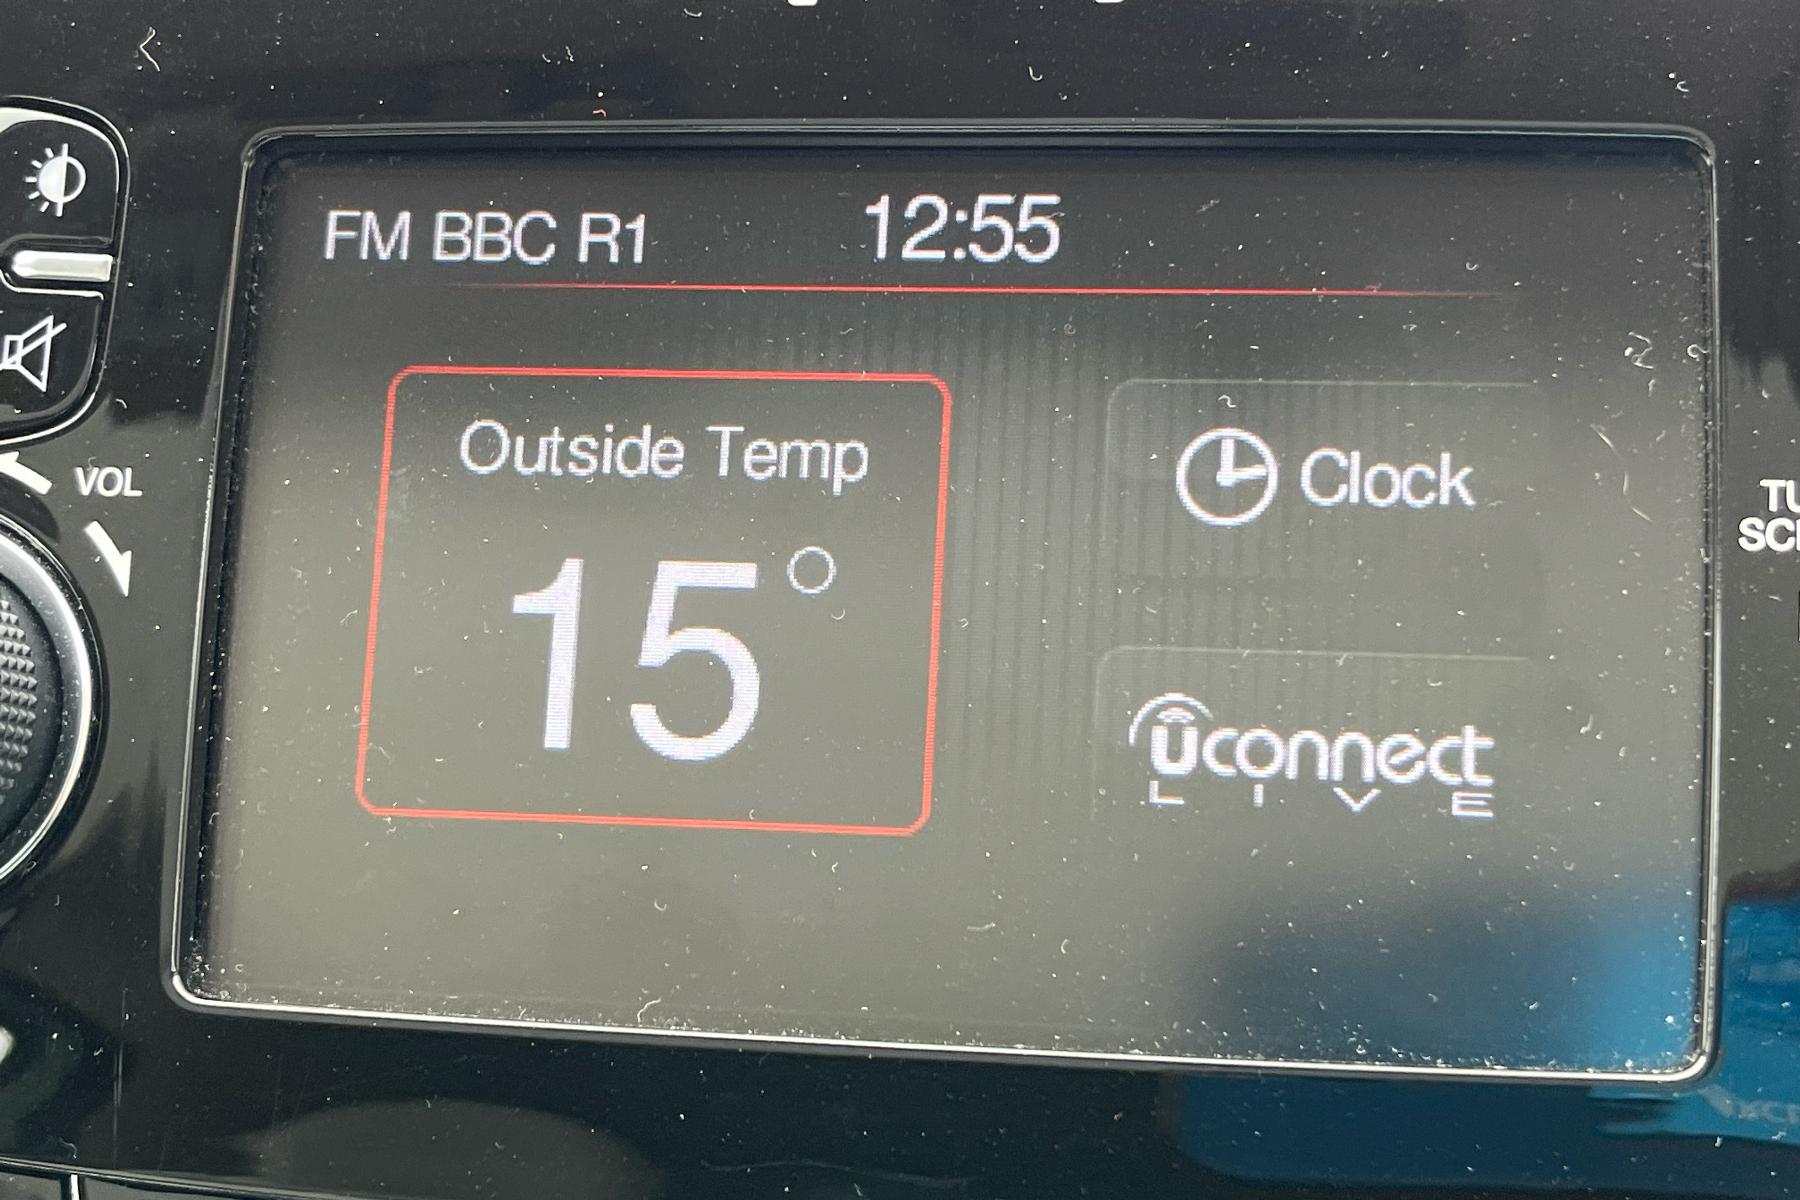 FM BBC R1 12:55
Outside Temp
15°
Clock
uconnect
LIVE
VOL